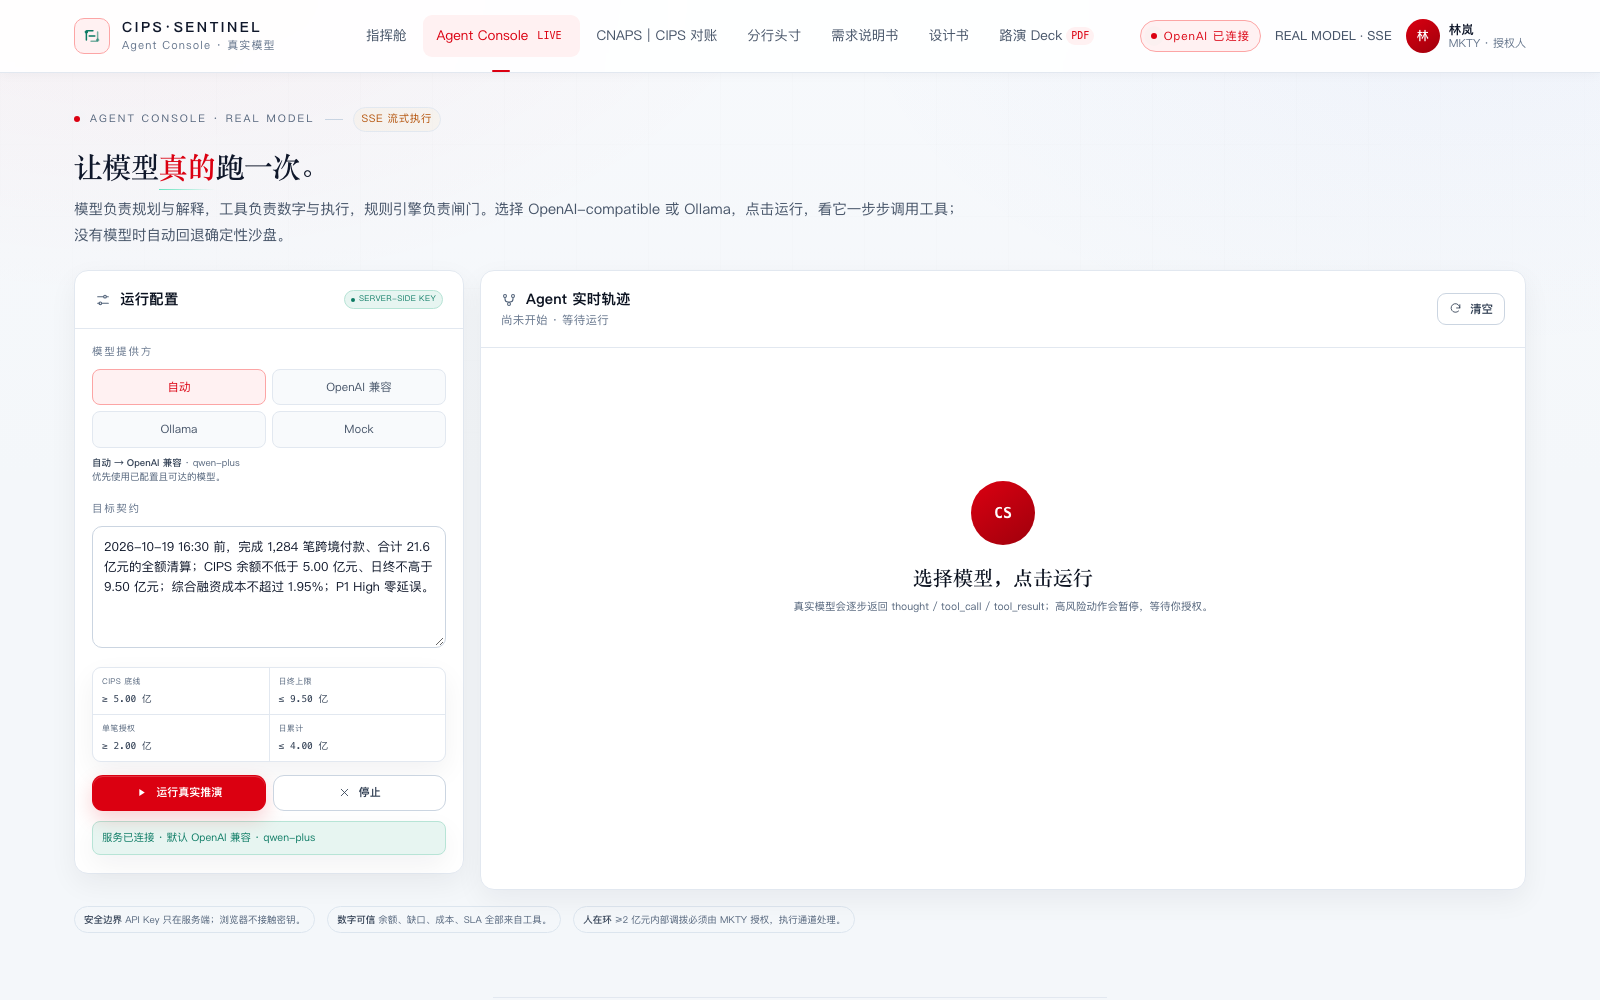 CIPS·SENTINEL
Agent Console · 真实模型
指挥舱
Agent Console LIVE
CNAPS | CIPS 对账
分行头寸
需求说明书
设计书
路演 Deck PDF
OpenAI 已连接
REAL MODEL · SSE
林
林岚
MKTY · 授权人
AGENT CONSOLE · REAL MODEL
SSE 流式执行
让模型真的跑一次。
模型负责规划与解释，工具负责数字与执行，规则引擎负责闸门。选择 OpenAI-compatible 或 Ollama，点击运行，看它一步步调用工具；
没有模型时自动回退确定性沙盘。
运行配置
SERVER-SIDE KEY
模型提供方
自动
OpenAI 兼容
Ollama
Mock
自动 → OpenAI 兼容 · qwen-plus
优先使用已配置且可达的模型。
目标契约
2026-10-19 16:30 前，完成 1,284 笔跨境付款、合计 21.6
亿元的全额清算；CIPS 余额不低于 5.00 亿元、日终不高于
9.50 亿元；综合融资成本不超过 1.95%；P1 High 零延误。
CIPS 底线
≥ 5.00 亿
日终上限
≤ 9.50 亿
单笔授权
≥ 2.00 亿
日累计
≤ 4.00 亿
运行真实推演
停止
服务已连接 · 默认 OpenAI 兼容 · qwen-plus
Agent 实时轨迹
尚未开始 · 等待运行
清空
CS
选择模型，点击运行
真实模型会逐步返回 thought / tool_call / tool_result；高风险动作会暂停，等待你授权。
安全边界 API Key 只在服务端；浏览器不接触密钥。
数字可信 余额、缺口、成本、SLA 全部来自工具。
人在环 ≥2 亿元内部调拨必须由 MKTY 授权，执行通道处理。